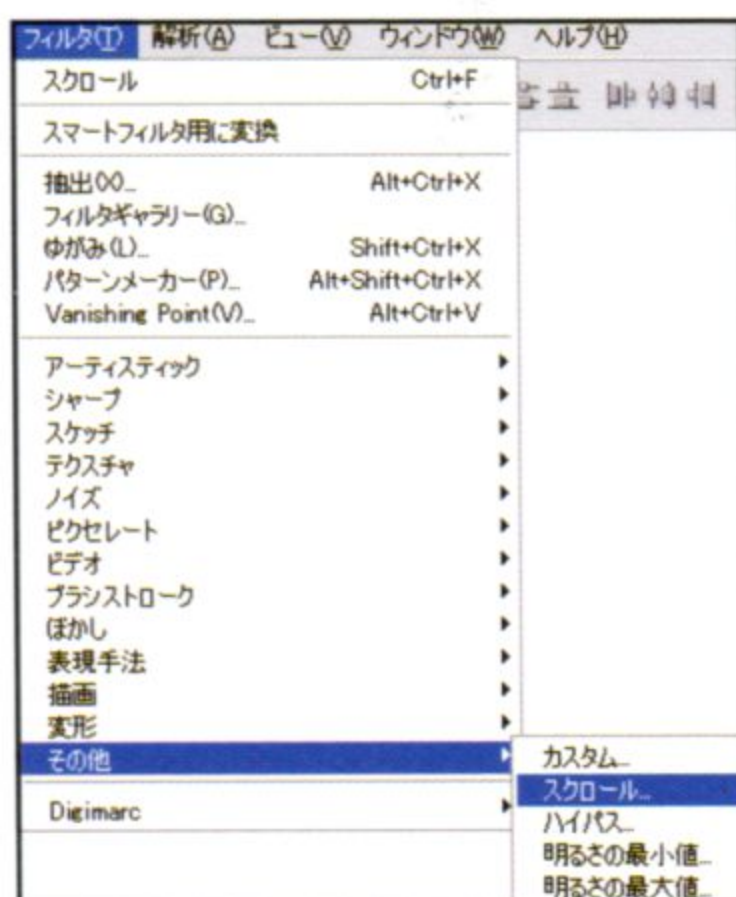 フィルタ(T) 解析(A) ビュー(V) ウィンドウ(W) ヘルプ(H)
スクロール Ctrl+F
スマートフィルタ用に変換
抽出(X)... Alt+Ctrl+X
フィルタギャラリー(G)...
ゆがみ(L)... Shift+Ctrl+X
パターンメーカー(P)... Alt+Shift+Ctrl+X
Vanishing Point(V)... Alt+Ctrl+V
アーティスティック
シャープ
スケッチ
テクスチャ
ノイズ
ピクセレート
ビデオ
ブラシストローク
ぼかし
表現手法
描画
変形
その他
カスタム...
スクロール...
Digimarc
ハイパス...
明るさの最小値...
明るさの最大値...